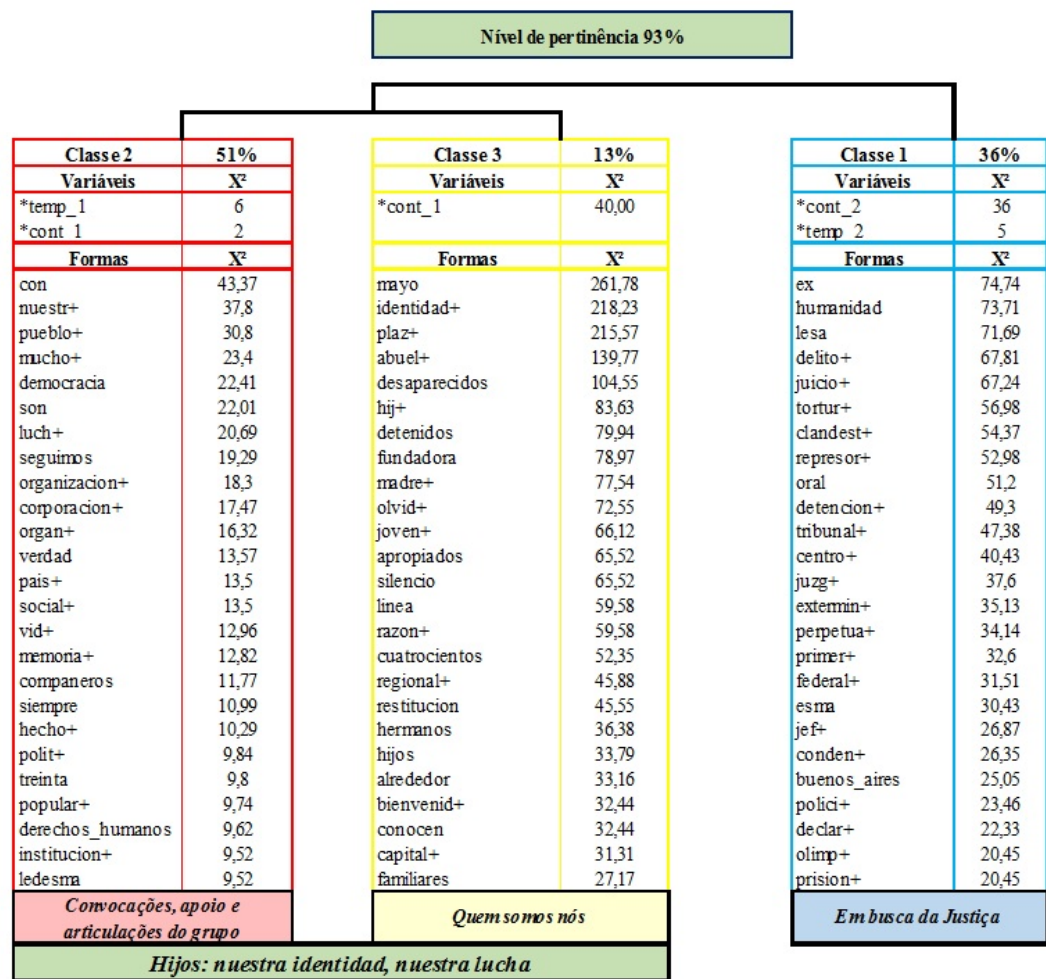 Nível de pertinência 93%
Classe 2 51%
Variáveis X²
*temp_1 6
*cont_1 2
Formas X²
con 43,37
nuestr+ 37,8
pueblo+ 30,8
mucho+ 23,4
democracia 22,41
son 22,01
luch+ 20,69
seguimos 19,29
organizacion+ 18,3
corporacion+ 17,47
organ+ 16,32
verdad 13,57
pais+ 13,5
social+ 13,5
vid+ 12,96
memoria+ 12,82
companeros 11,77
siempre 10,99
hecho+ 10,29
polit+ 9,84
treinta 9,8
popular+ 9,74
derechos_humanos 9,62
institucion+ 9,52
ledesma 9,52
Convocações, apoio e
articulações do grupo
Classe 3 13%
Variáveis X²
*cont_1 40,00
Formas X²
mayo 261,78
identidad+ 218,23
plaz+ 215,57
abuel+ 139,77
desaparecidos 104,55
hij+ 83,63
detenidos 79,94
fundadora 78,97
madre+ 77,54
olvid+ 72,55
joven+ 66,12
apropiados 65,52
silencio 65,52
linea 59,58
razon+ 59,58
cuatrocientos 52,35
regional+ 45,88
restitucion 45,55
hermanos 36,38
hijos 33,79
alrededor 33,16
bienvenid+ 32,44
conocen 32,44
capital+ 31,31
familiares 27,17
Quem somos nós
Classe 1 36%
Variáveis X²
*cont_2 36
*temp_2 5
Formas X²
ex 74,74
humanidad 73,71
lesa 71,69
delito+ 67,81
juicio+ 67,24
tortur+ 56,98
clandest+ 54,37
represor+ 52,98
oral 51,2
detencion+ 49,3
tribunal+ 47,38
centro+ 40,43
juzg+ 37,6
extermin+ 35,13
perpetua+ 34,14
primer+ 32,6
federal+ 31,51
esma 30,43
jef+ 26,87
conden+ 26,35
buenos_aires 25,05
polici+ 23,46
declar+ 22,33
olimp+ 20,45
prision+ 20,45
Em busca da Justiça
Hijos: nuestra identidad, nuestra lucha